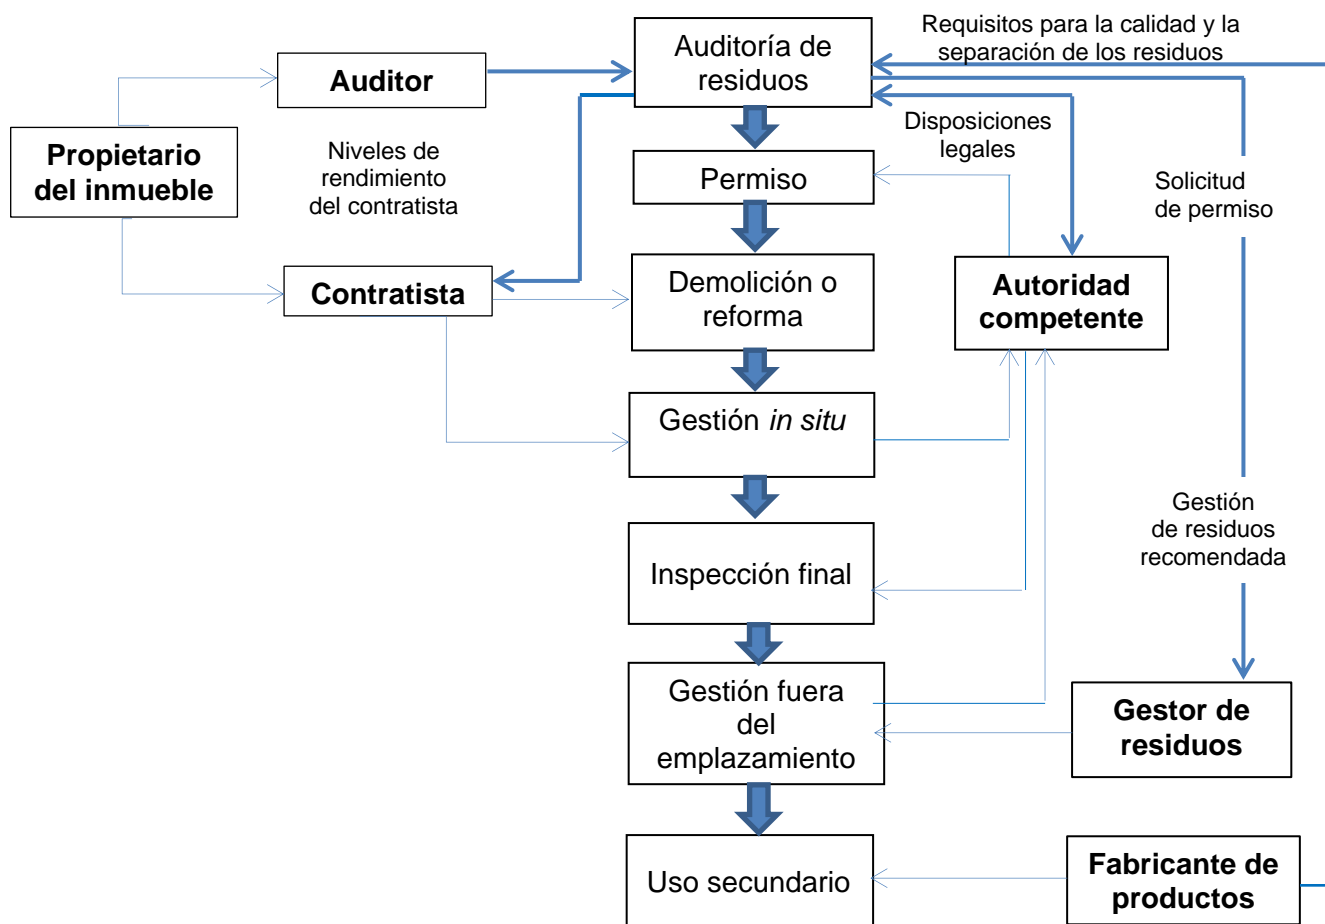 Requisitos para la calidad y la
separación de los residuos
Auditoría de
residuos
Auditor
Propietario
del inmueble
Niveles de
rendimiento
del contratista
Disposiciones
legales
Permiso
Solicitud
de permiso
Contratista
Demolición o
reforma
Autoridad
competente
Gestión in situ
Gestión
de residuos
recomendada
Inspección final
Gestión fuera
del
emplazamiento
Gestor de
residuos
Uso secundario
Fabricante de
productos